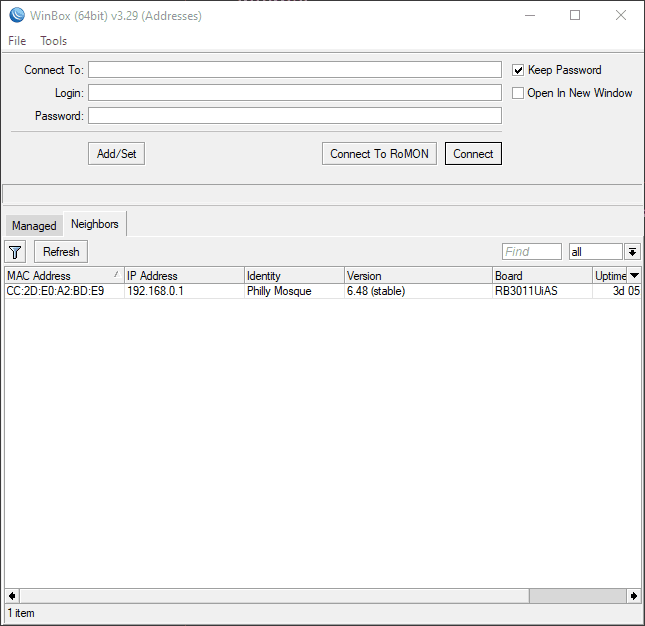 WinBox (64bit) v3.29 (Addresses)
File Tools
Connect To:
Keep Password
Login:
Open In New Window
Password:
Add/Set
Connect To RoMON
Connect
Managed
Neighbors
Refresh
Find
all
MAC Address IP Address Identity Version Board Uptime
CC:2D:E0:A2:BD:E9 192.168.0.1 Philly Mosque 6.48 (stable) RB3011UiAS 3d 05
1 item